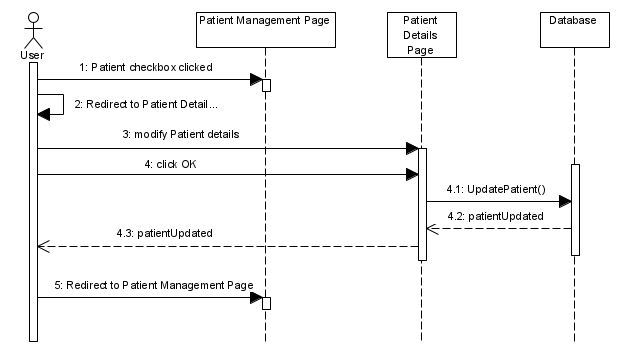 Patient Management Page
Patient
Details
Page
Database
User
1: Patient checkbox clicked
2: Redirect to Patient Detail...
3: modify Patient details
4: click OK
4.1: UpdatePatient()
4.2: patientUpdated
4.3: patientUpdated
5: Redirect to Patient Management Page